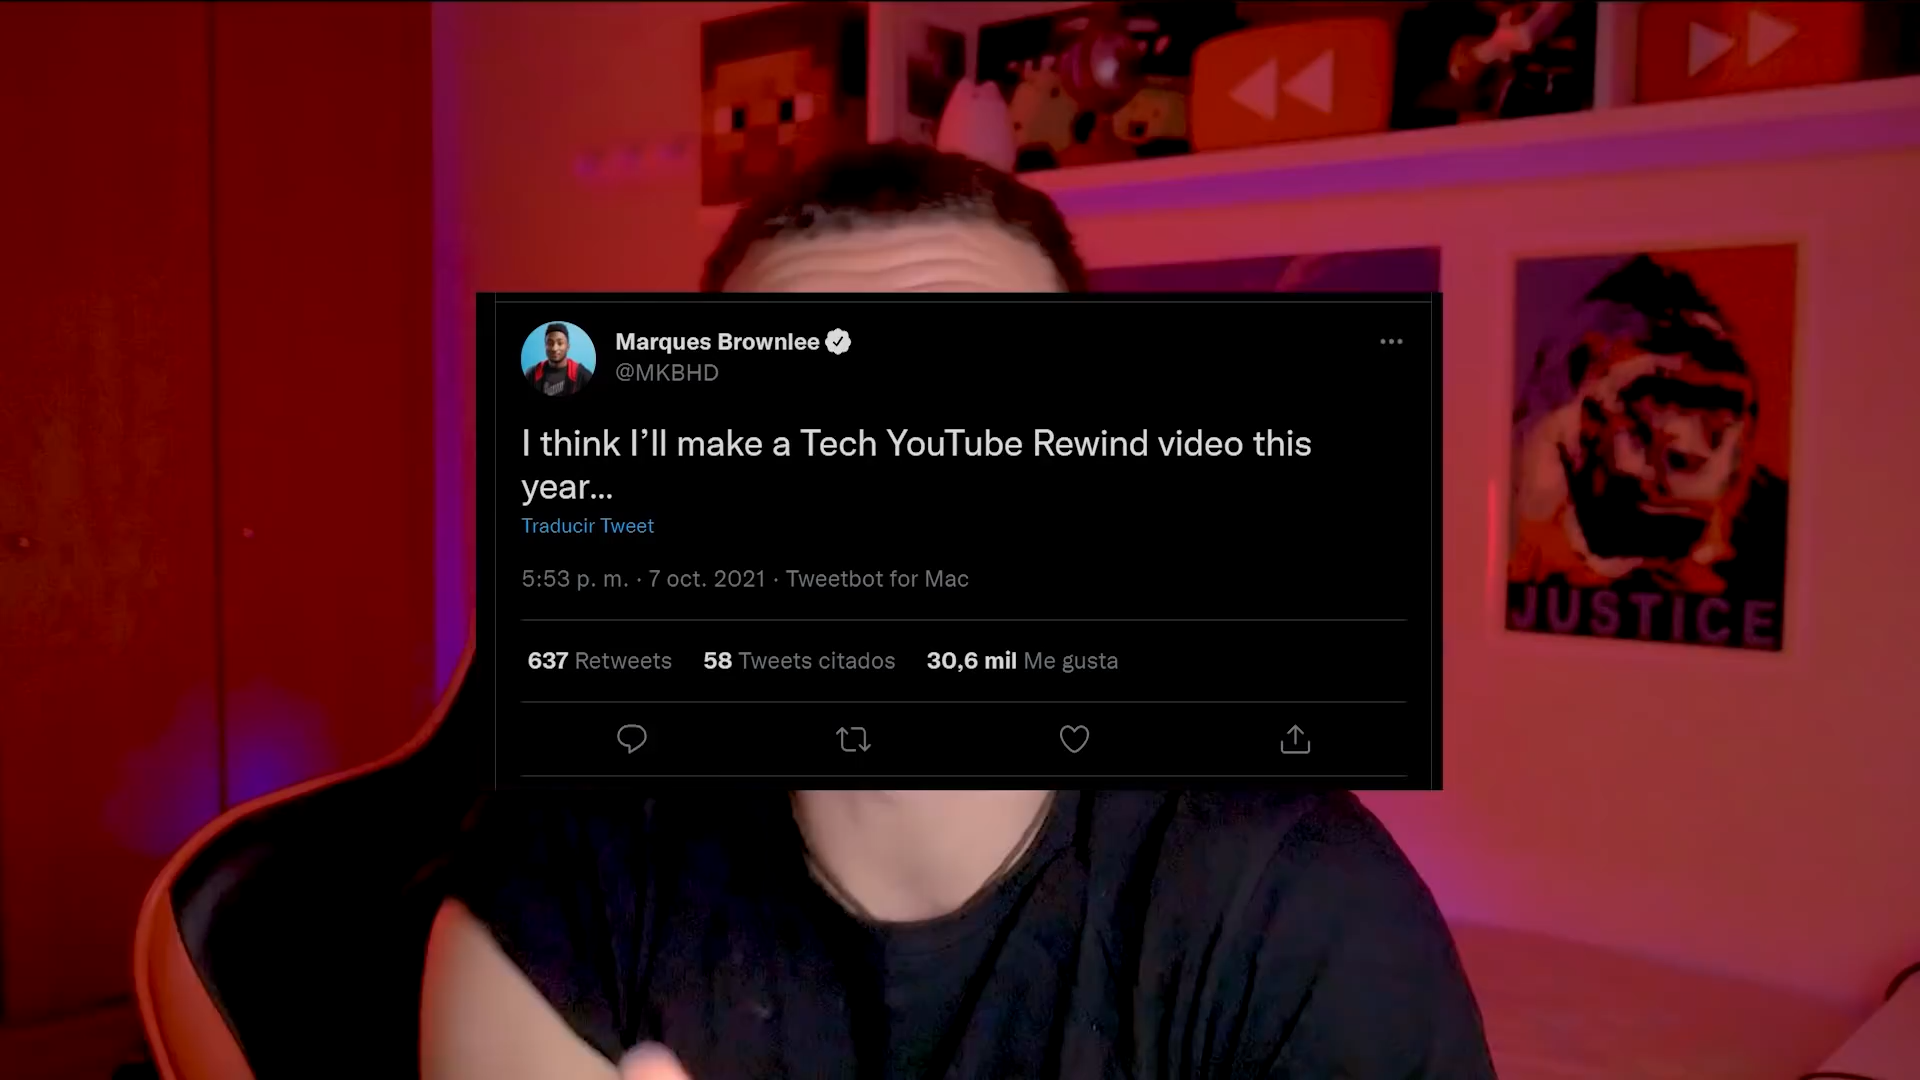 Marques Brownlee
@MKBHD
I think I’ll make a Tech YouTube Rewind video this
year...
Traducir Tweet
5:53 p. m. · 7 oct. 2021 · Tweetbot for Mac
637 Retweets 58 Tweets citados 30,6 mil Me gusta
JUSTICE